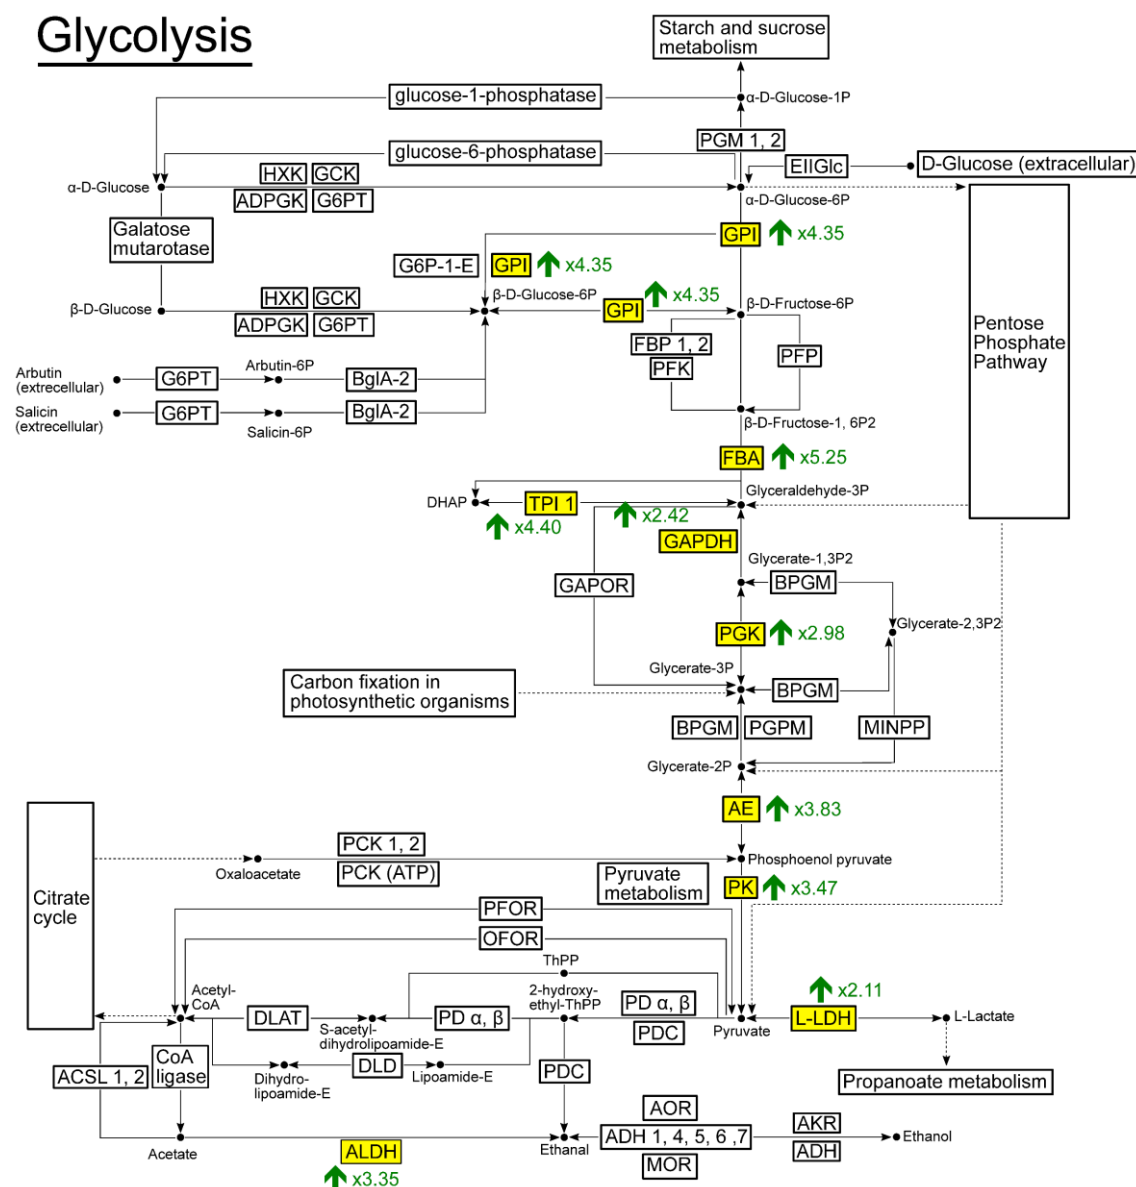 Glycolysis
Starch and sucrose
metabolism
glucose-1-phosphatase
α-D-Glucose-1P
PGM 1, 2
glucose-6-phosphatase
EIIGlc
D-Glucose (extracellular)
HXK
GCK
α-D-Glucose
ADPGK
G6PT
α-D-Glucose-6P
Galatose
mutarotase
GPI
x4.35
G6P-1-E
GPI
x4.35
β-D-Glucose-6P
x4.35
HXK
GCK
β-D-Glucose
GPI
β-D-Fructose-6P
ADPGK
G6PT
Pentose
Phosphate
Pathway
FBP 1, 2
PFK
PFP
Arbutin
(extrecellular)
G6PT
Arbutin-6P
BglA-2
Salicin
(extrecellular)
G6PT
Salicin-6P
BglA-2
β-D-Fructose-1, 6P2
FBA
x5.25
Glyceraldehyde-3P
DHAP
TPI 1
x4.40
x2.42
GAPDH
Glycerate-1,3P2
GAPOR
BPGM
PGK
x2.98
Glycerate-2,3P2
Glycerate-3P
Carbon fixation in
photosynthetic organisms
BPGM
BPGM
PGPM
MINPP
Glycerate-2P
AE
x3.83
Citrate
cycle
PCK 1, 2
Oxaloacetate
PCK (ATP)
Phosphoenol pyruvate
Pyruvate
metabolism
PK
x3.47
PFOR
OFOR
ThPP
Acetyl-
CoA
2-hydroxy-
ethyl-ThPP
x2.11
DLAT
S-acetyl-
dihydrolipoamide-E
PD α, β
PD α, β
PDC
Pyruvate
L-LDH
L-Lactate
ACSL 1, 2
CoA
ligase
Dihydro-
lipoamide-E
DLD
Lipoamide-E
PDC
Propanoate metabolism
AOR
Acetate
ALDH
x3.35
Ethanal
ADH 1, 4, 5, 6 ,7
MOR
AKR
ADH
Ethanol